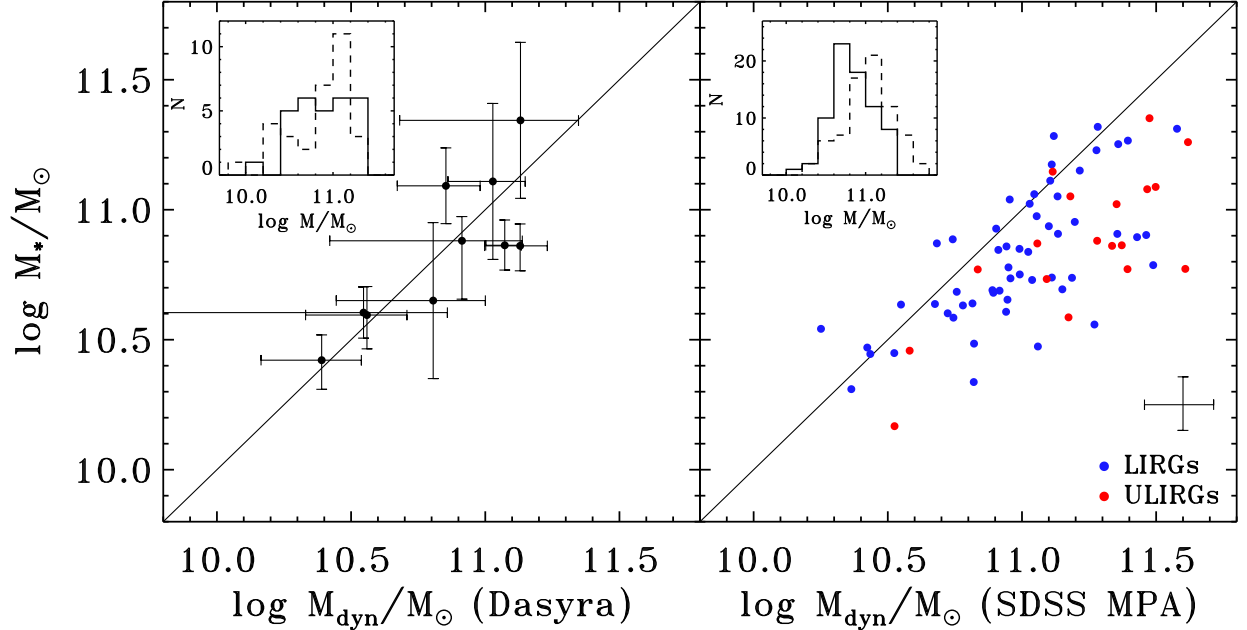 11.5
11.0
10.5
10.0
log M*/M☉
10
5
0
N
10.0 11.0
log M/M☉
20
10
0
N
10.0 11.0
log M/M☉
LIRGs
ULIRGs
10.0 10.5 11.0 11.5
10.0 10.5 11.0 11.5
log Mdyn/M☉ (Dasyra)
log Mdyn/M☉ (SDSS MPA)